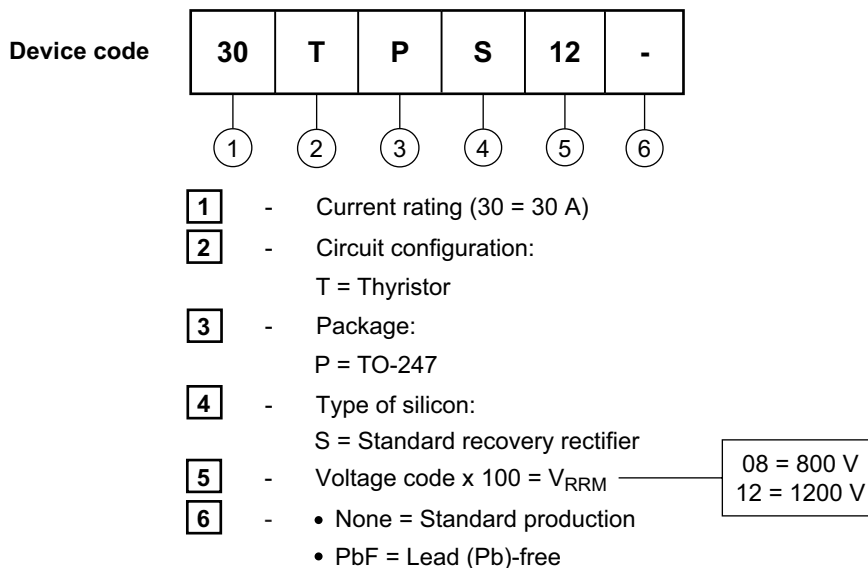 Device code 30 T P S 12 -
1 2 3 4 5 6
1 - Current rating (30 = 30 A)
2 - Circuit configuration:
T = Thyristor
3 - Package:
P = TO-247
4 - Type of silicon:
S = Standard recovery rectifier
5 - Voltage code x 100 = VRRM
08 = 800 V
12 = 1200 V
6 - • None = Standard production
• PbF = Lead (Pb)-free